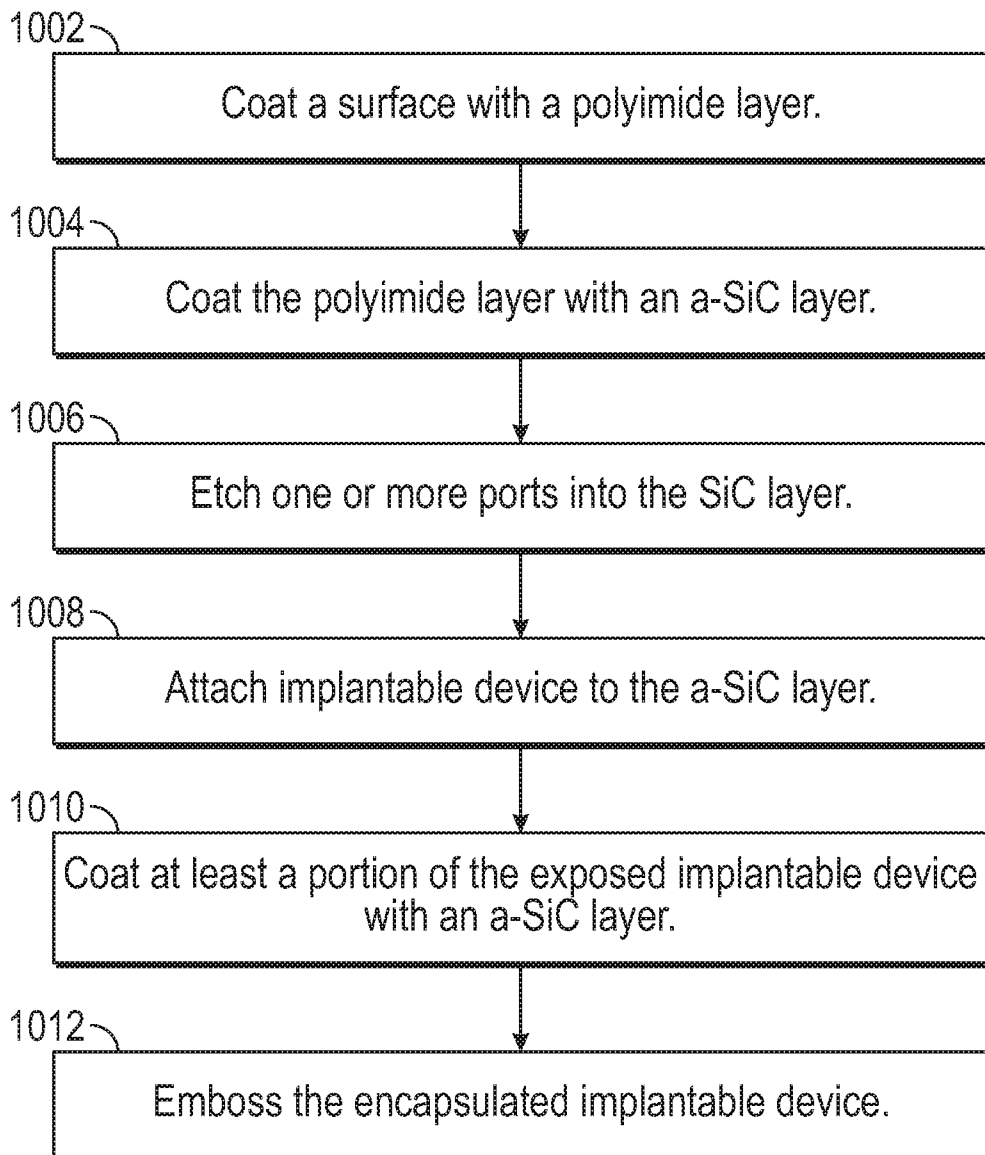 1002
Coat a surface with a polyimide layer.
1004
Coat the polyimide layer with an a-SiC layer.
1006
Etch one or more ports into the SiC layer.
1008
Attach implantable device to the a-SiC layer.
1010
Coat at least a portion of the exposed implantable device
with an a-SiC layer.
1012
Emboss the encapsulated implantable device.